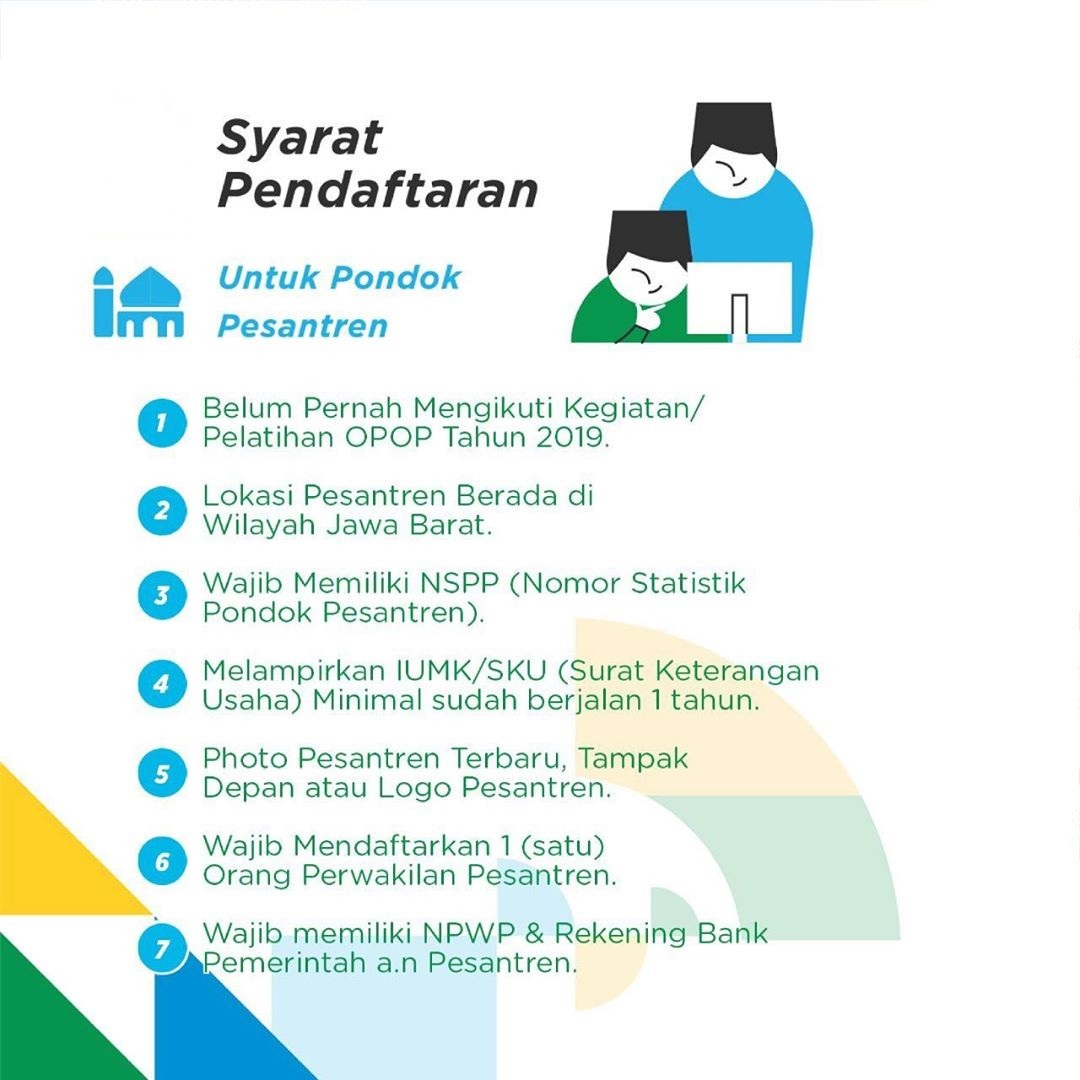 Syarat
Pendaftaran
Untuk Pondok
Pesantren
1
Belum Pernah Mengikuti Kegiatan/
Pelatihan OPOP Tahun 2019.
2
Lokasi Pesantren Berada di
Wilayah Jawa Barat.
3
Wajib Memiliki NSPP (Nomor Statistik
Pondok Pesantren).
4
Melampirkan IUMK/SKU (Surat Keterangan
Usaha) Minimal sudah berjalan 1 tahun.
5
Photo Pesantren Terbaru, Tampak
Depan atau Logo Pesantren.
6
Wajib Mendaftarkan 1 (satu)
Orang Perwakilan Pesantren.
7
Wajib memiliki NPWP & Rekening Bank
Pemerintah a.n Pesantren.